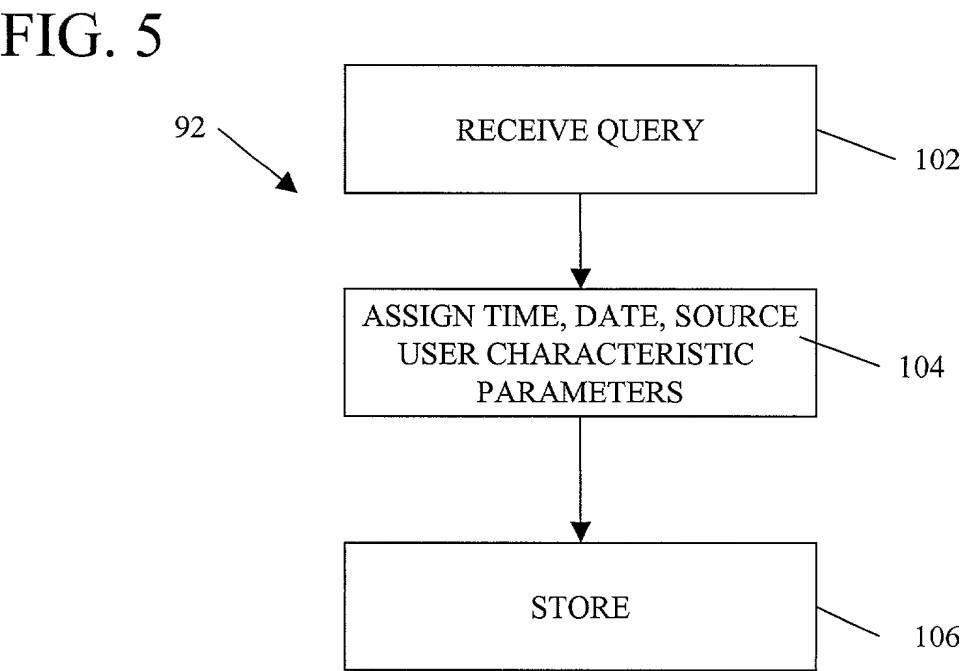 FIG. 5
RECEIVE QUERY
92
102
ASSIGN TIME, DATE, SOURCE
USER CHARACTERISTIC
PARAMETERS
104
STORE
106